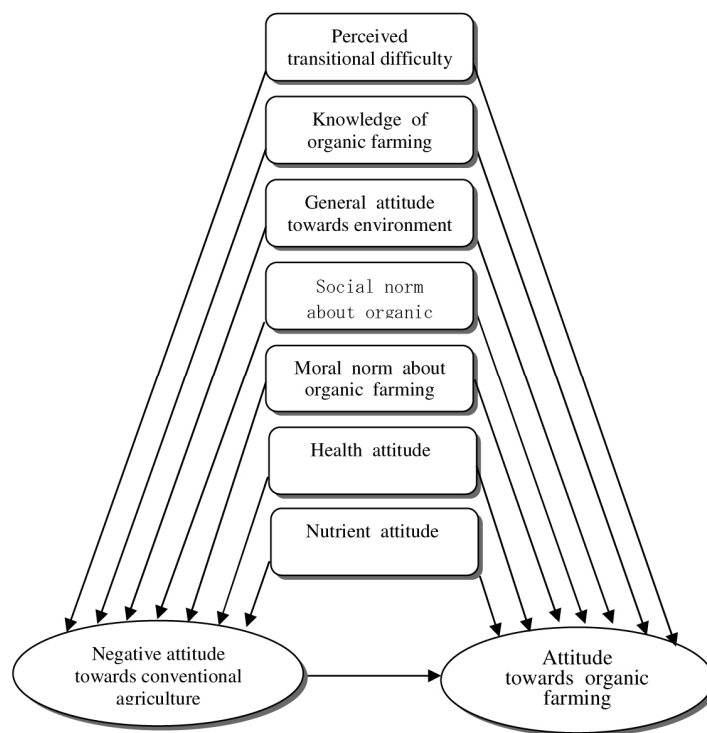 Perceived
transitional difficulty
Knowledge of
organic farming
General attitude
towards environment
Social norm
about organic
Moral norm about
organic farming
Health attitude
Nutrient attitude
Negative attitude
towards conventional
agriculture
Attitude
towards organic
farming